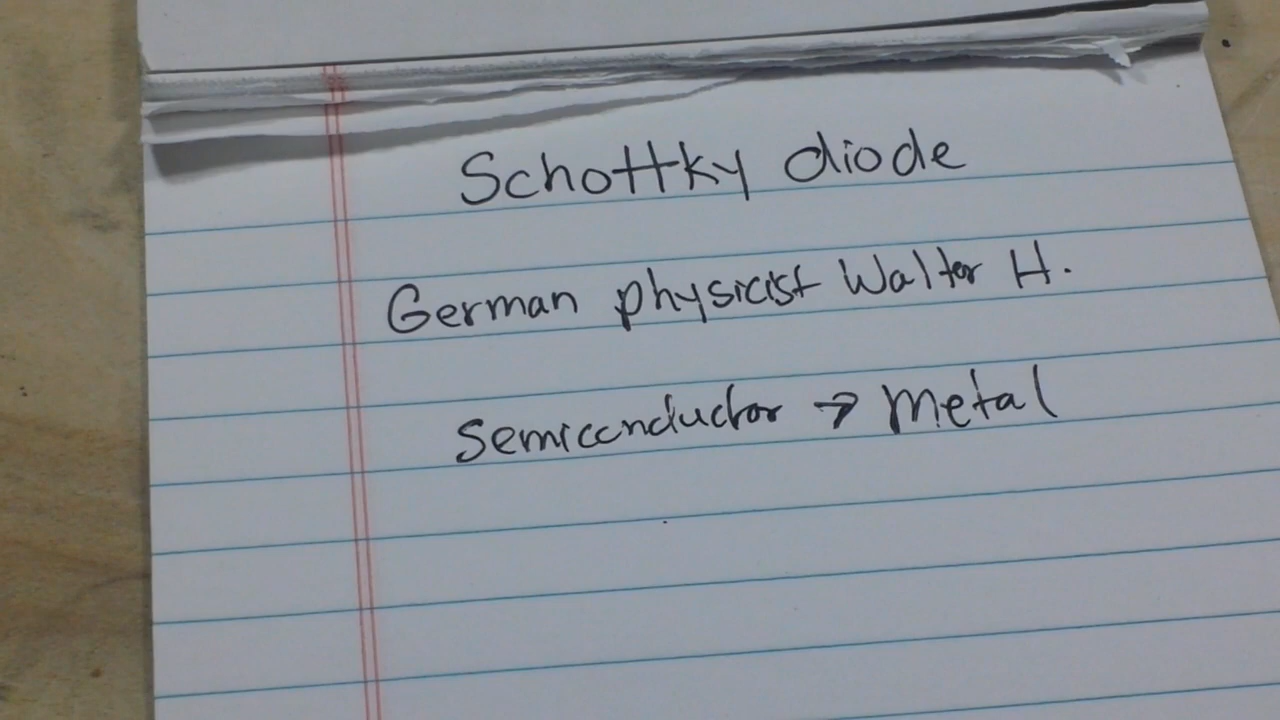 Schottky diode
German physicist Walter H.
Semiconductor → Metal